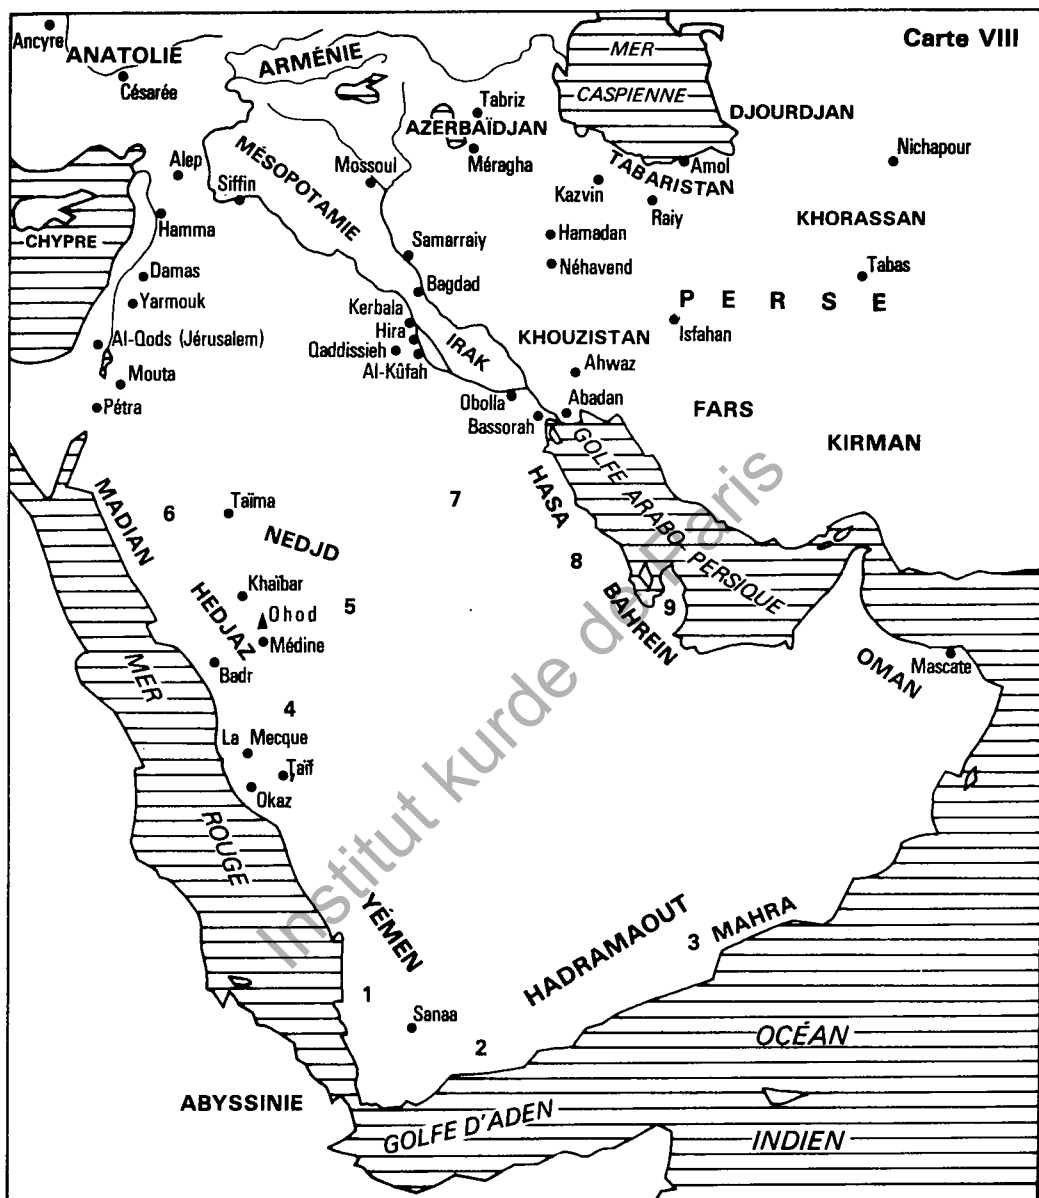 Carte VIII
Ancyre
ANATOLIE
Césarée
ARMÉNIE
MER
CASPIENNE
DJOURDJAN
Tabriz
AZERBAÏDJAN
Méragha
Nichapour
Amol
TABARISTAN
Kazvin
Raiy
KHORASSAN
Alep
Siffin
MÉSOPOTAMIE
Mossoul
Hamma
CHYPRE
Samarraiy
Hamadan
Néhavend
Tabas
Damas
Yarmouk
Bagdad
PERSE
Isfahan
Kerbala
Hira
Qaddissieh
Al-Kûfah
IRAK
KHOUZISTAN
Al-Qods (Jérusalem)
Mouta
Pétra
Ahwaz
Obolla
Abadan
Bassorah
FARS
KIRMAN
GOLFE ARABO-PERSIQUE
HASA
MADIAN
6
Taïma
7
NEDJD
8
Khaïbar
HEDJAZ
Ohod
5
Médine
BAHREIN
9
Badr
OMAN
Mascate
MER
4
La Mecque
Taïf
Okaz
ROUGE
Institut kurde de Paris
YÉMEN
HADRAMAOUT
3
MAHRA
1
Sanaa
2
OCÉAN
ABYSSINIE
GOLFE D'ADEN
INDIEN